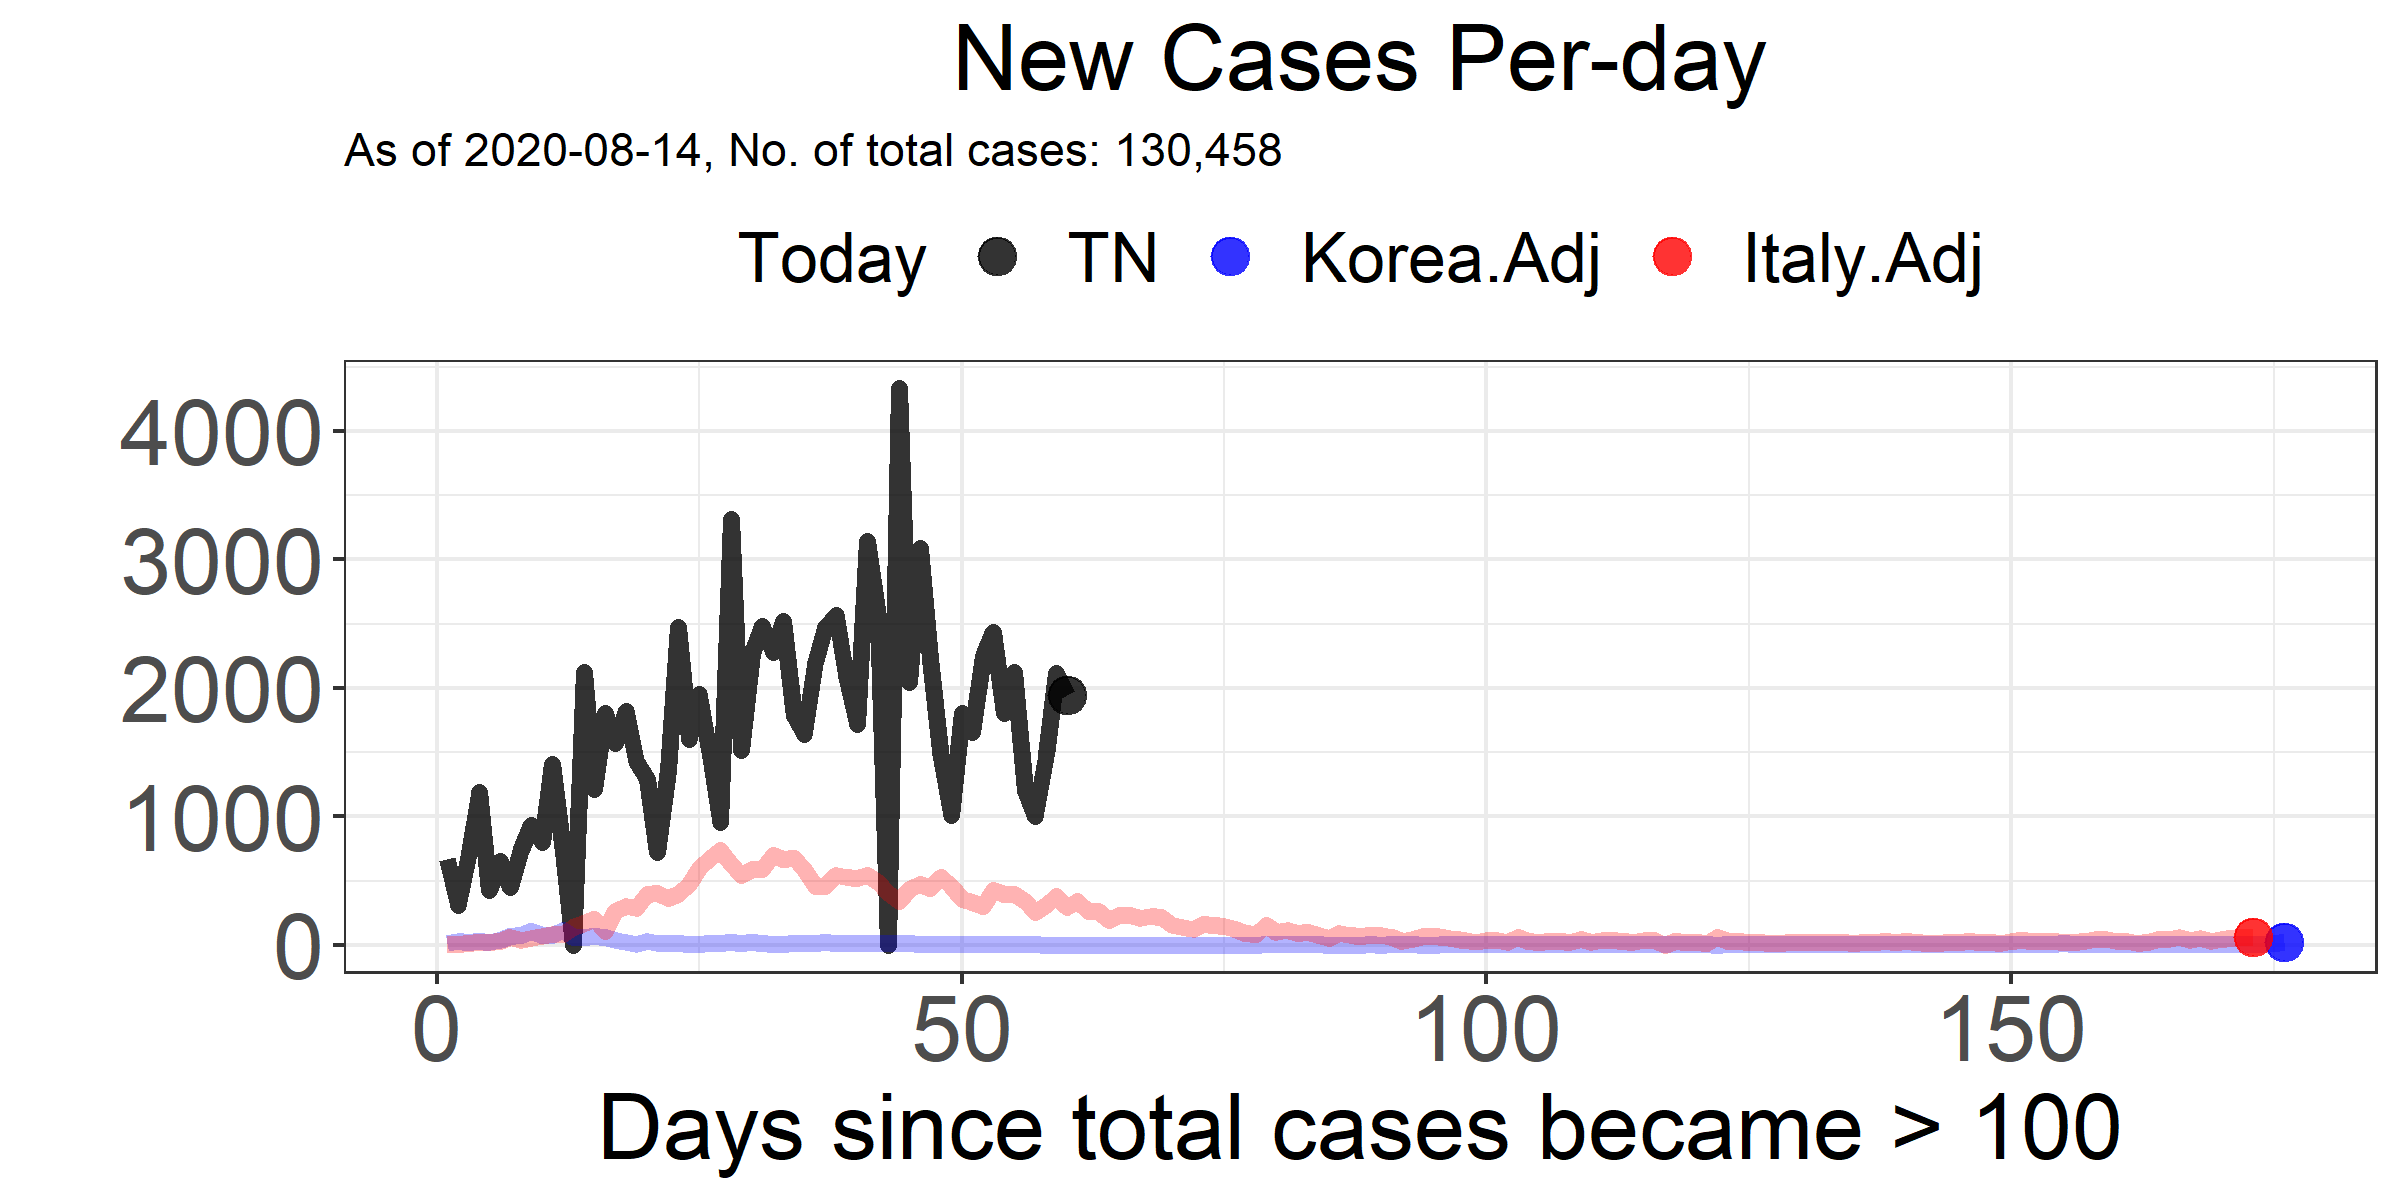 New Cases Per-day
As of 2020-08-14, No. of total cases: 130,458
Today TN Korea.Adj Italy.Adj
4000
3000
2000
1000
0
0 50 100 150
Days since total cases became > 100